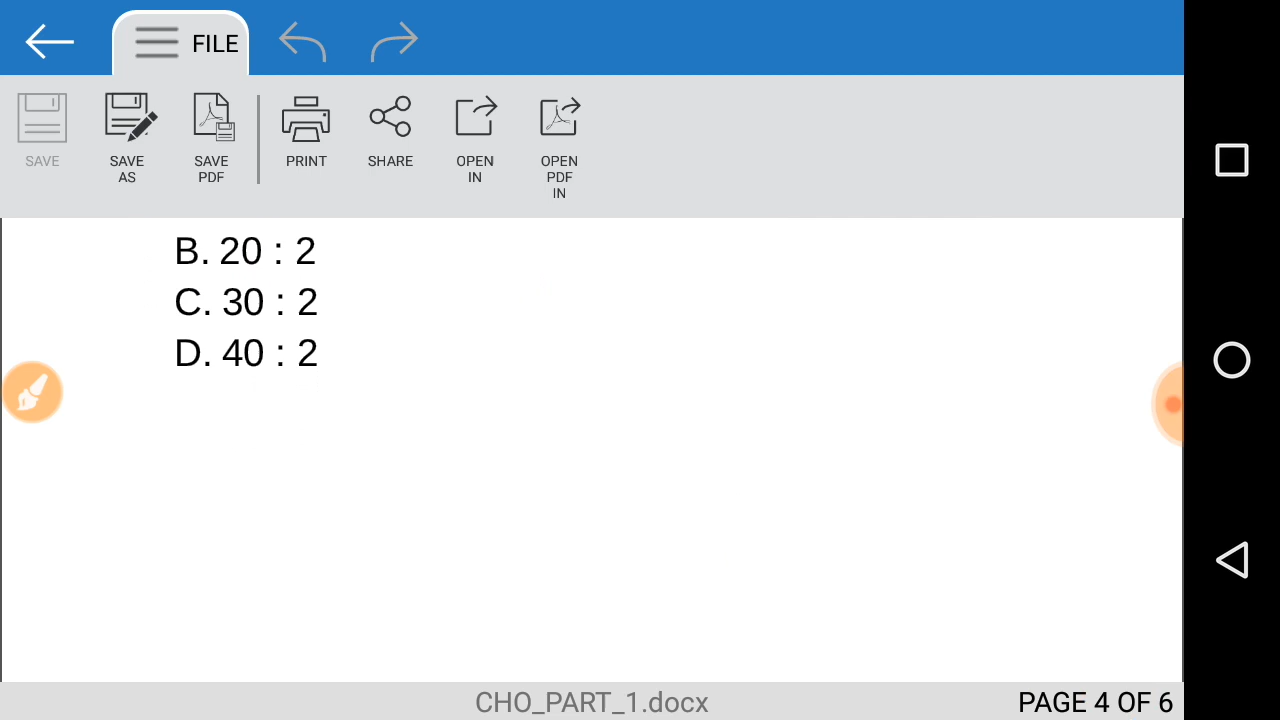 FILE
SAVE
SAVE
AS
SAVE
PDF
PRINT
SHARE
OPEN
IN
OPEN
PDF
IN
B. 20 : 2
C. 30 : 2
D. 40 : 2
CHO_PART_1.docx
PAGE 4 OF 6